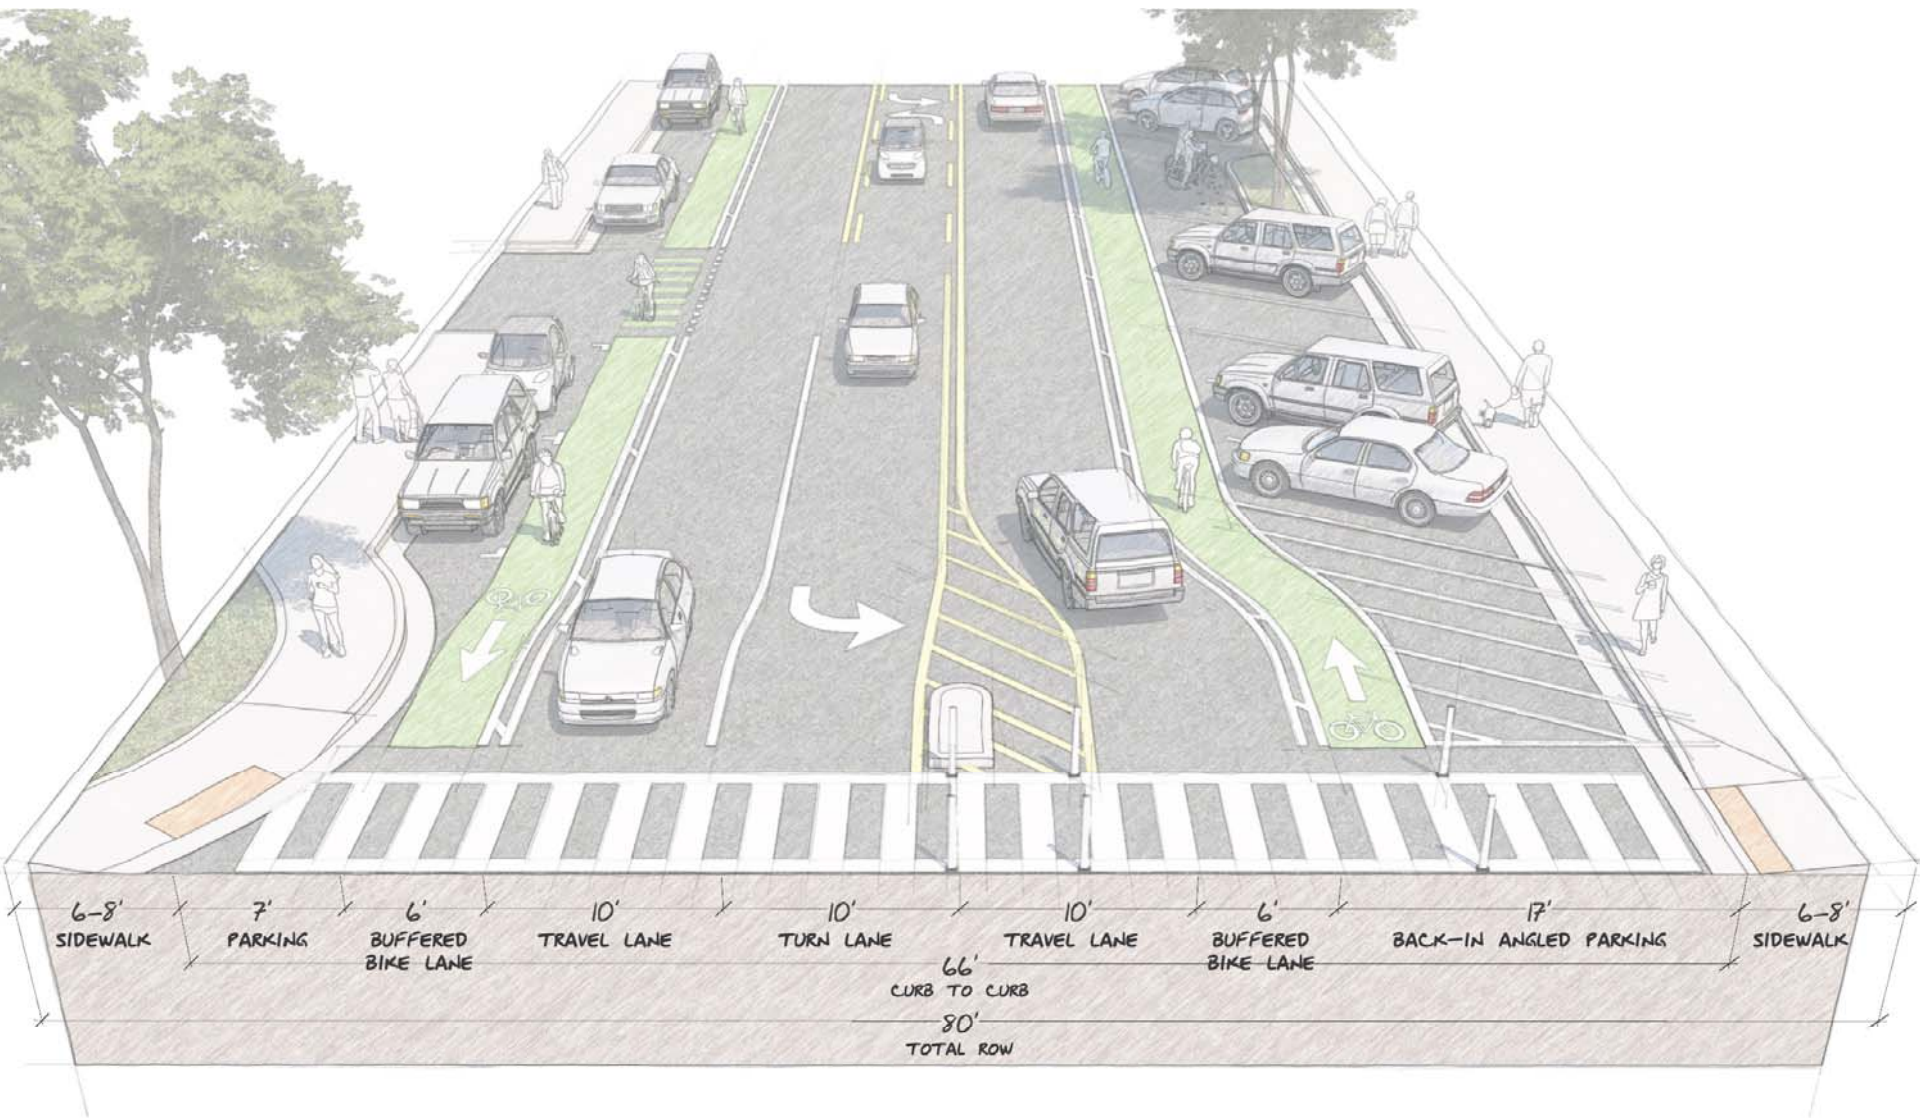 6-8'
SIDEWALK
7'
PARKING
6'
BUFFERED
BIKE LANE
10'
TRAVEL LANE
10'
TURN LANE
10'
TRAVEL LANE
6'
BUFFERED
BIKE LANE
17'
BACK-IN ANGLED PARKING
6-8'
SIDEWALK
66'
CURB TO CURB
80'
TOTAL ROW